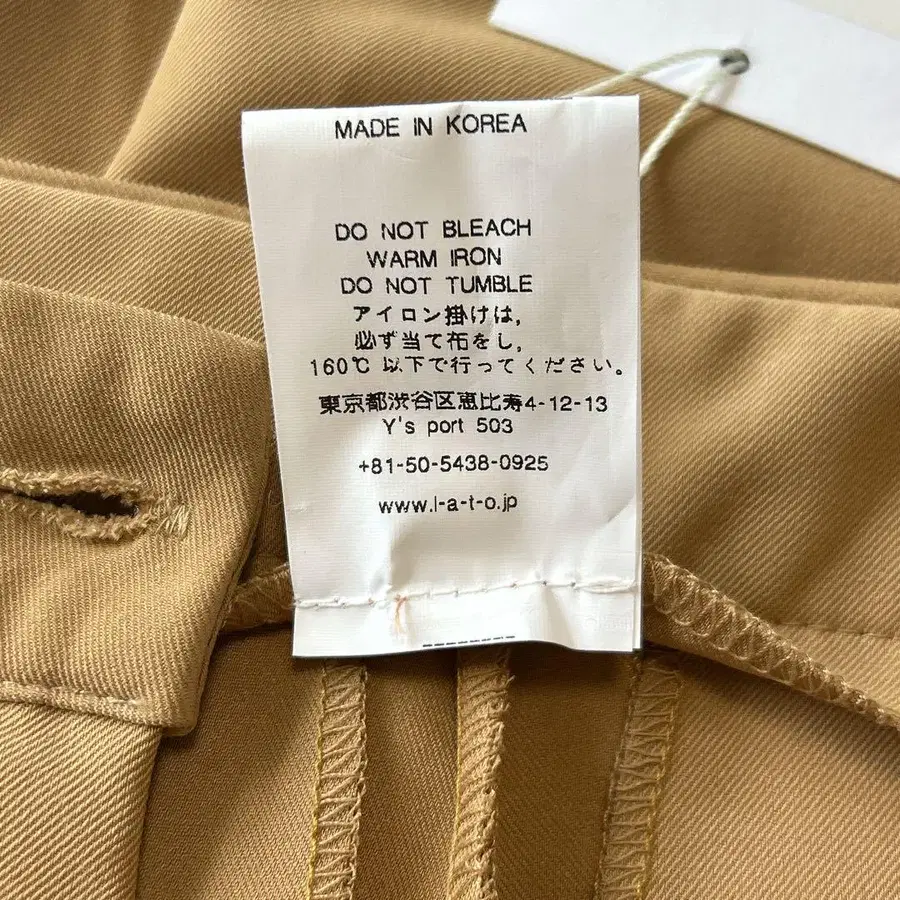 MADE IN KOREA
DO NOT BLEACH
WARM IRON
DO NOT TUMBLE
アイロン掛けは,
必ず当て布をし,
160℃ 以下で行ってください。
東京都渋谷区恵比寿4-12-13
Y's port 503
+81-50-5438-0925
www.l-a-t-o.jp